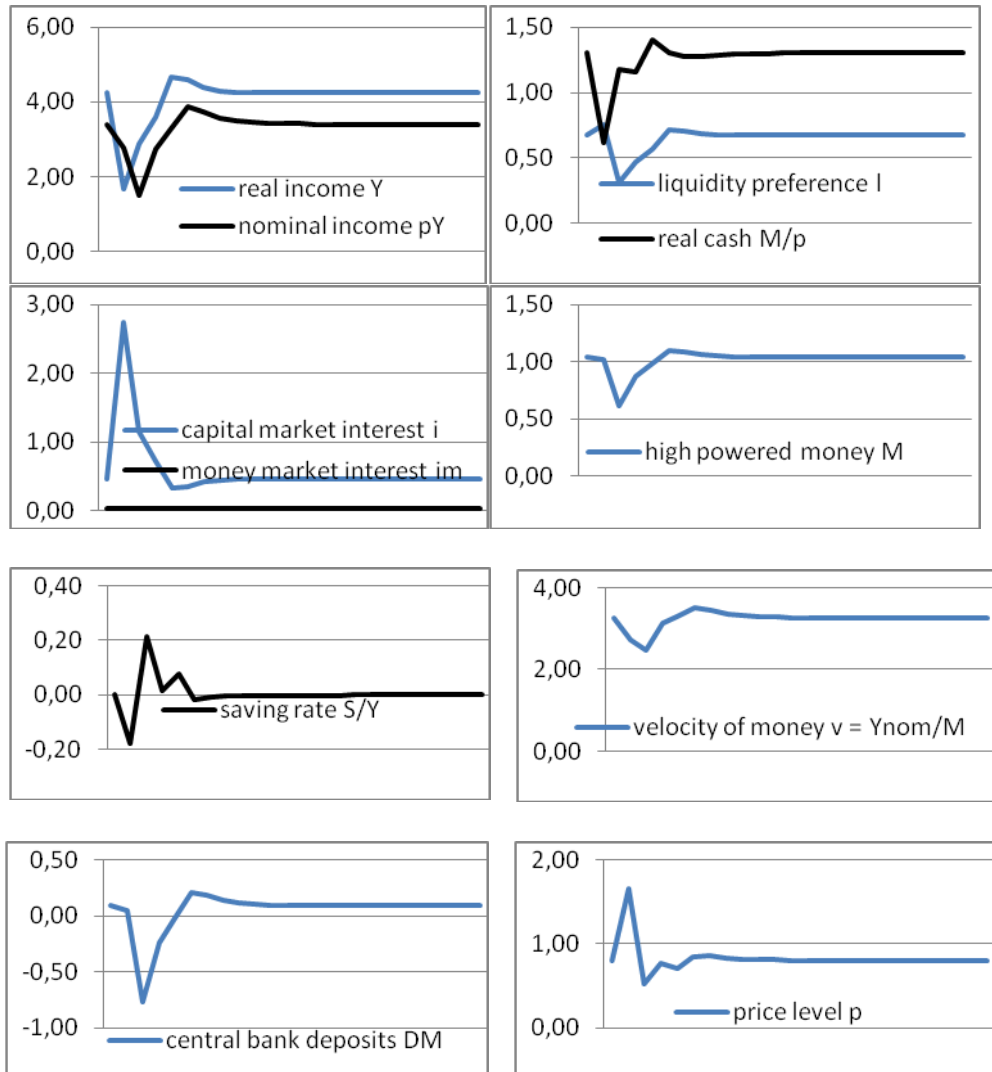 6,00
4,00
2,00
0,00
real income Y
nominal income pY
1,50
1,00
0,50
0,00
liquidity preference l
real cash M/p
3,00
2,00
1,00
0,00
capital market interest i
money market interest im
1,50
1,00
0,50
0,00
high powered money M
0,40
0,20
0,00
-0,20
saving rate S/Y
4,00
2,00
0,00
velocity of money v = Ynom/M
0,50
0,00
-0,50
-1,00
central bank deposits DM
2,00
1,00
0,00
price level p